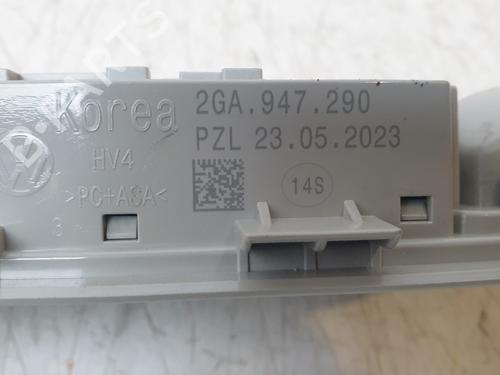 Korea
2GA.947.290
PZL 23.05.2023
HV4
>PC+ASA<
14S
3